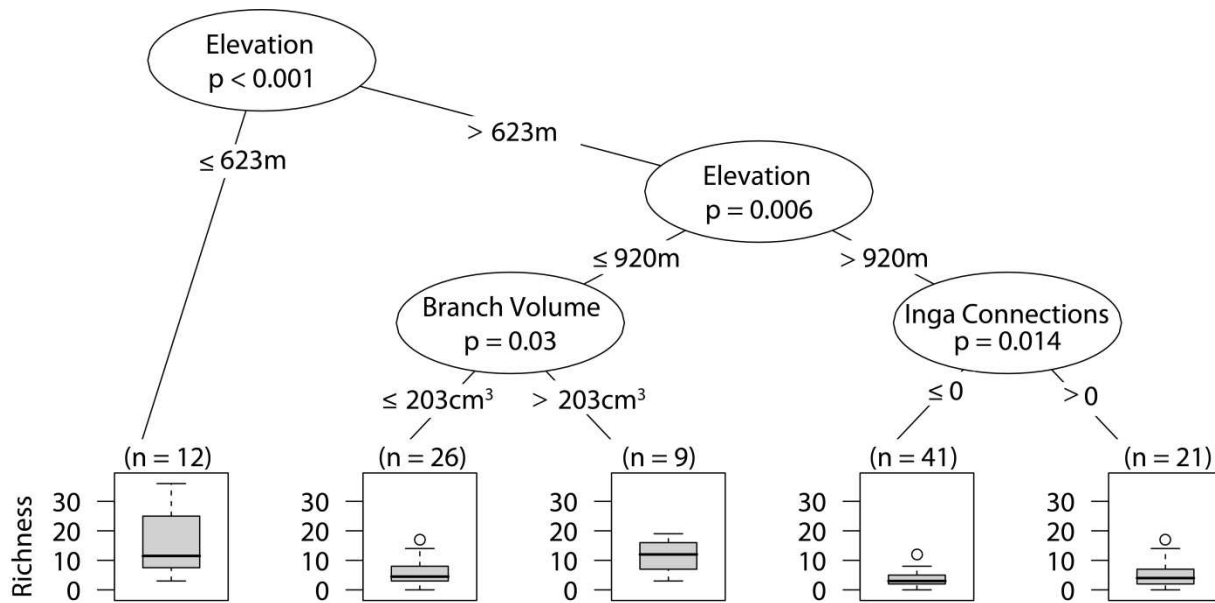 Elevation
p < 0.001
≤ 623m
> 623m
Elevation
p = 0.006
≤ 920m
> 920m
Branch Volume
p = 0.03
Inga Connections
p = 0.014
≤ 203cm³
> 203cm³
≤ 0
> 0
(n = 12)
(n = 26)
(n = 9)
(n = 41)
(n = 21)
Richness
30
20
10
0
30
20
10
0
30
20
10
0
30
20
10
0
30
20
10
0